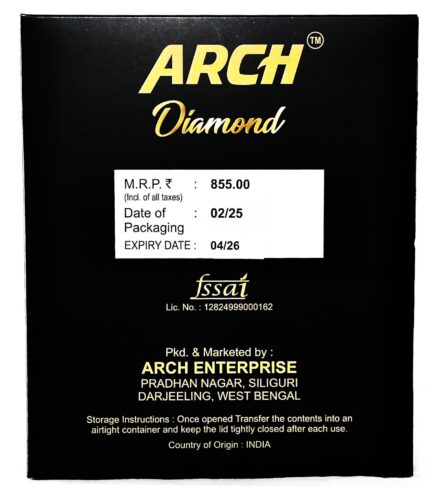 ARCH TM
Diamond
M.R.P. ₹ : 855.00
(Incl. of all taxes)
Date of : 02/25
Packaging
EXPIRY DATE : 04/26
fssai
Lic. No. : 12824999000162
Pkd. & Marketed by :
ARCH ENTERPRISE
PRADHAN NAGAR, SILIGURI
DARJEELING, WEST BENGAL
Storage Instructions : Once opened Transfer the contents into an
airtight container and keep the lid tightly closed after each use.
Country of Origin : INDIA